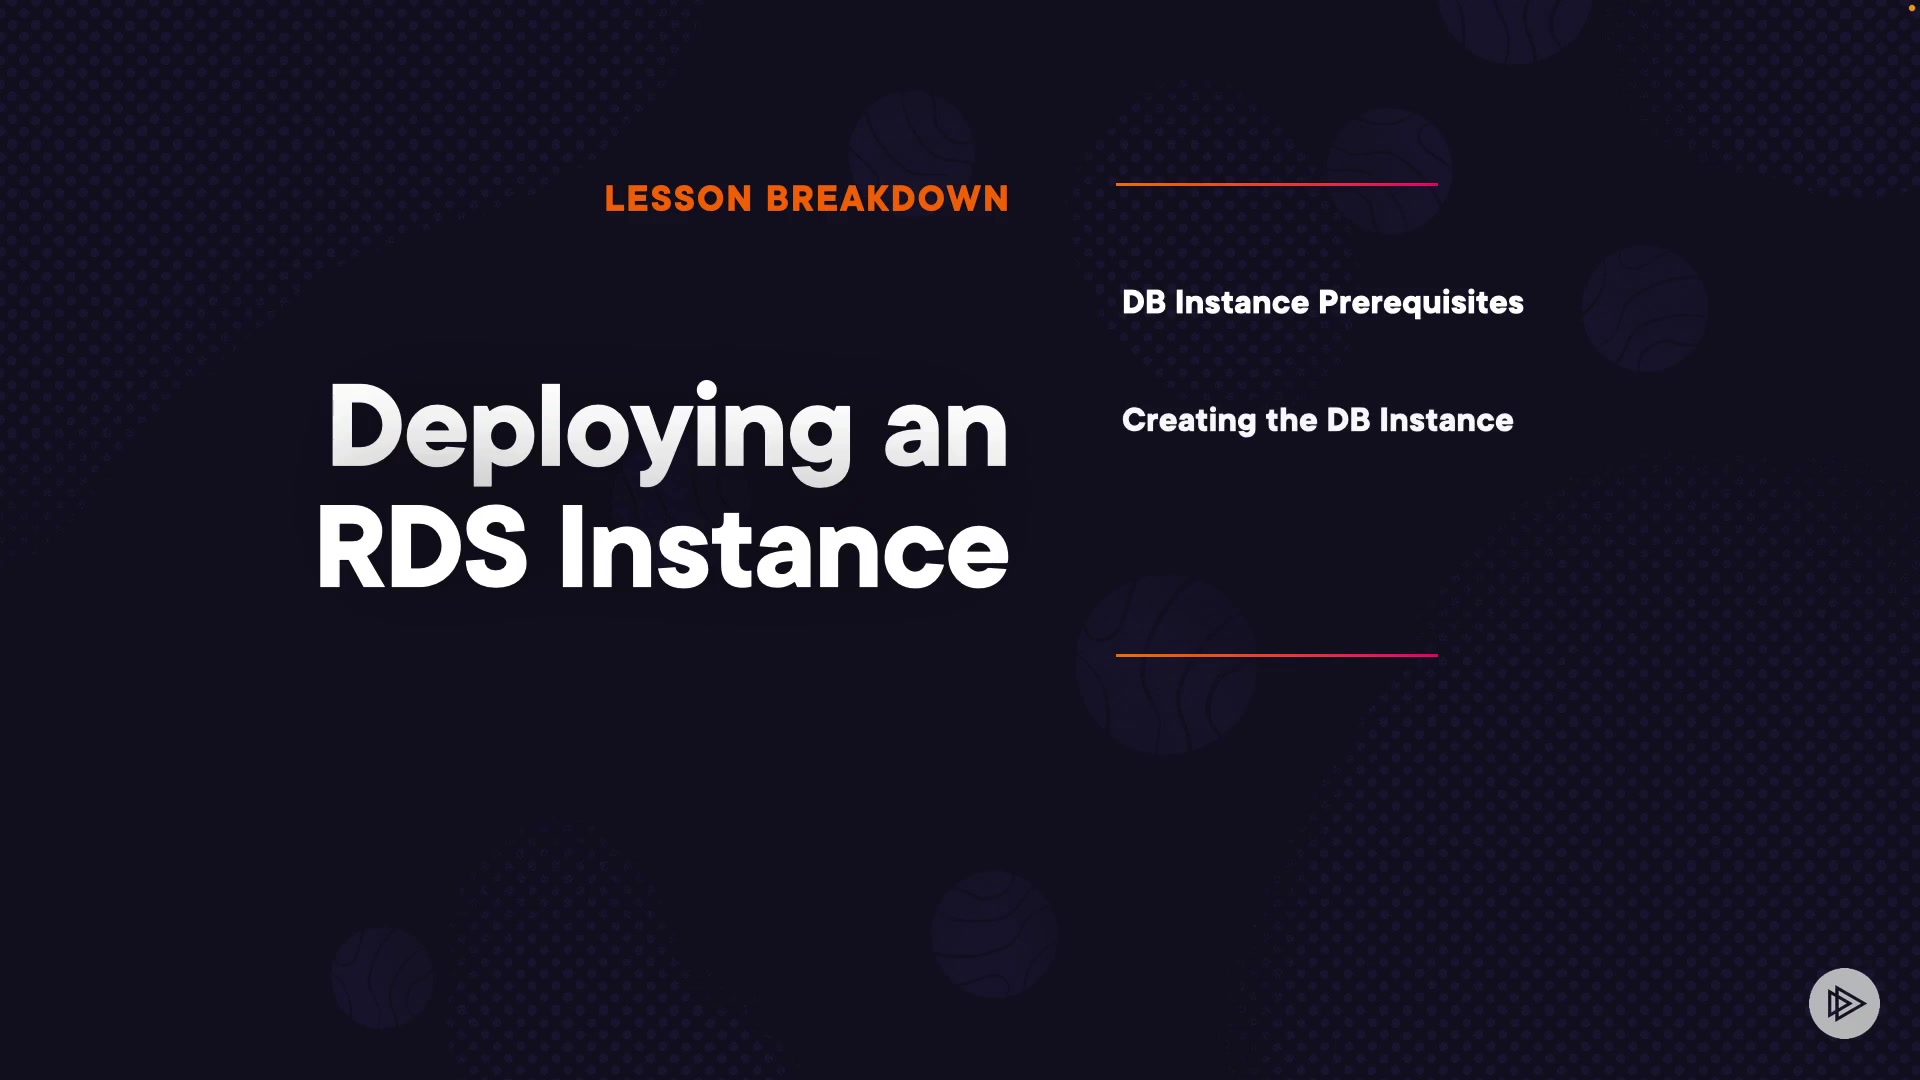 LESSON BREAKDOWN
Deploying an
RDS Instance
DB Instance Prerequisites
Creating the DB Instance